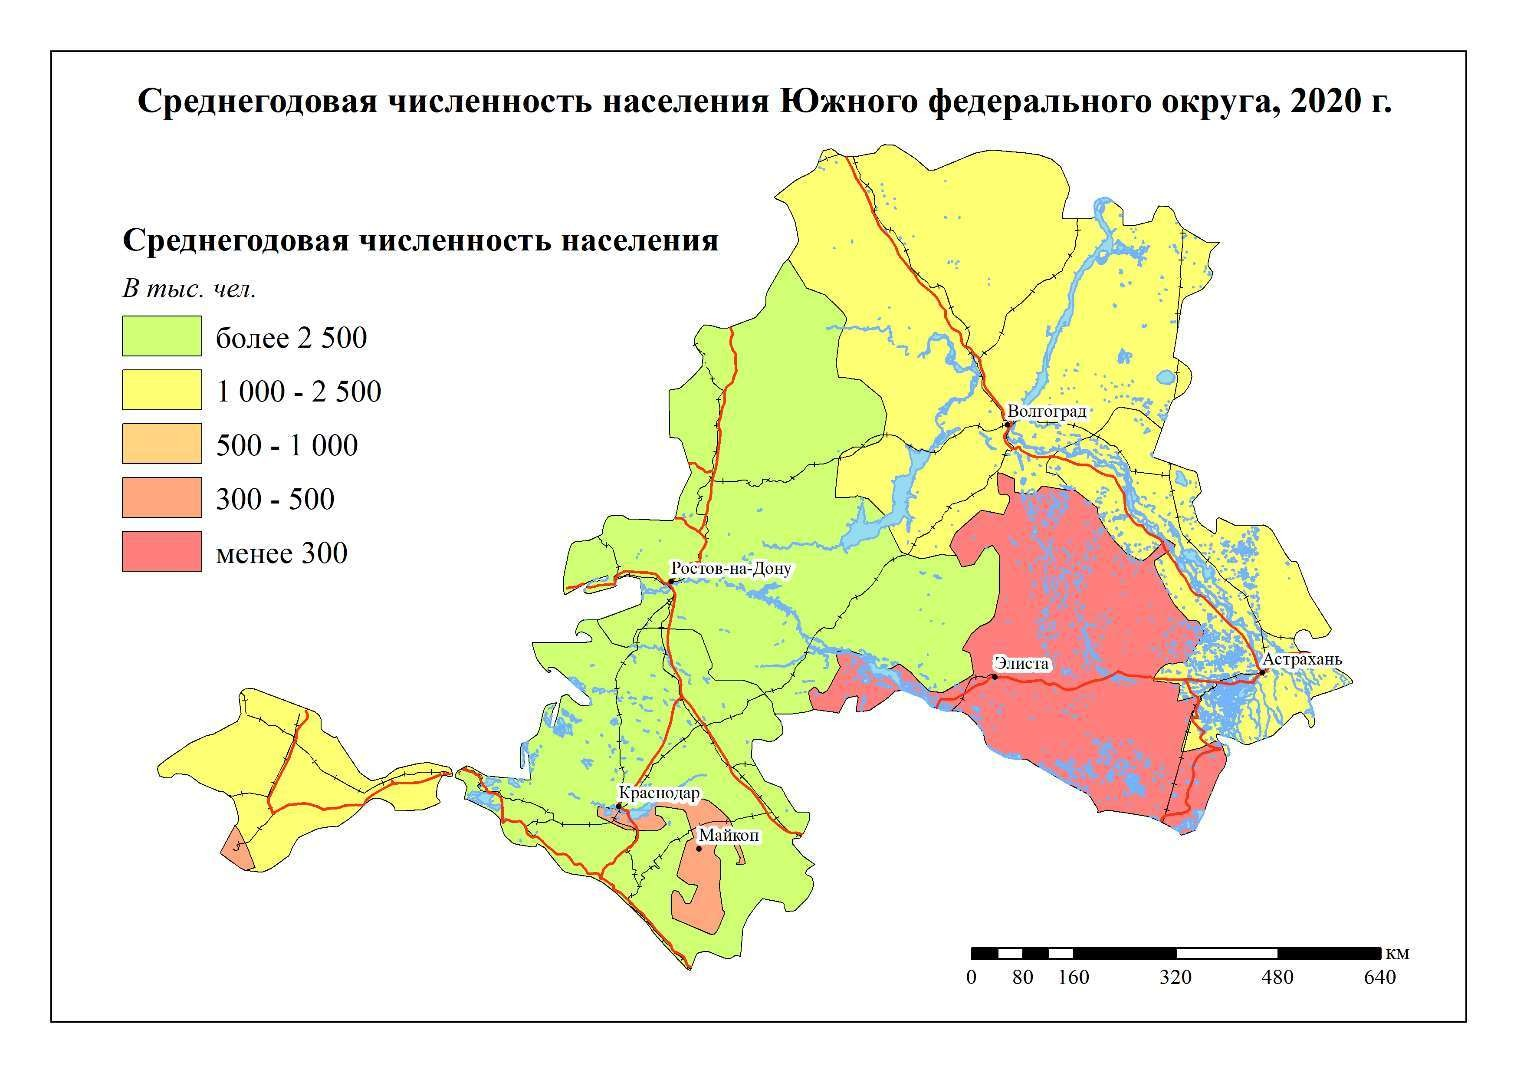 Среднегодовая численность населения Южного федерального округа, 2020 г.
Среднегодовая численность населения
В тыс. чел.
более 2 500
1 000 - 2 500
500 - 1 000
300 - 500
менее 300
Волгоград
Ростов-на-Дону
Элиста
Астрахань
Краснодар
Майкоп
км
0 80 160 320 480 640